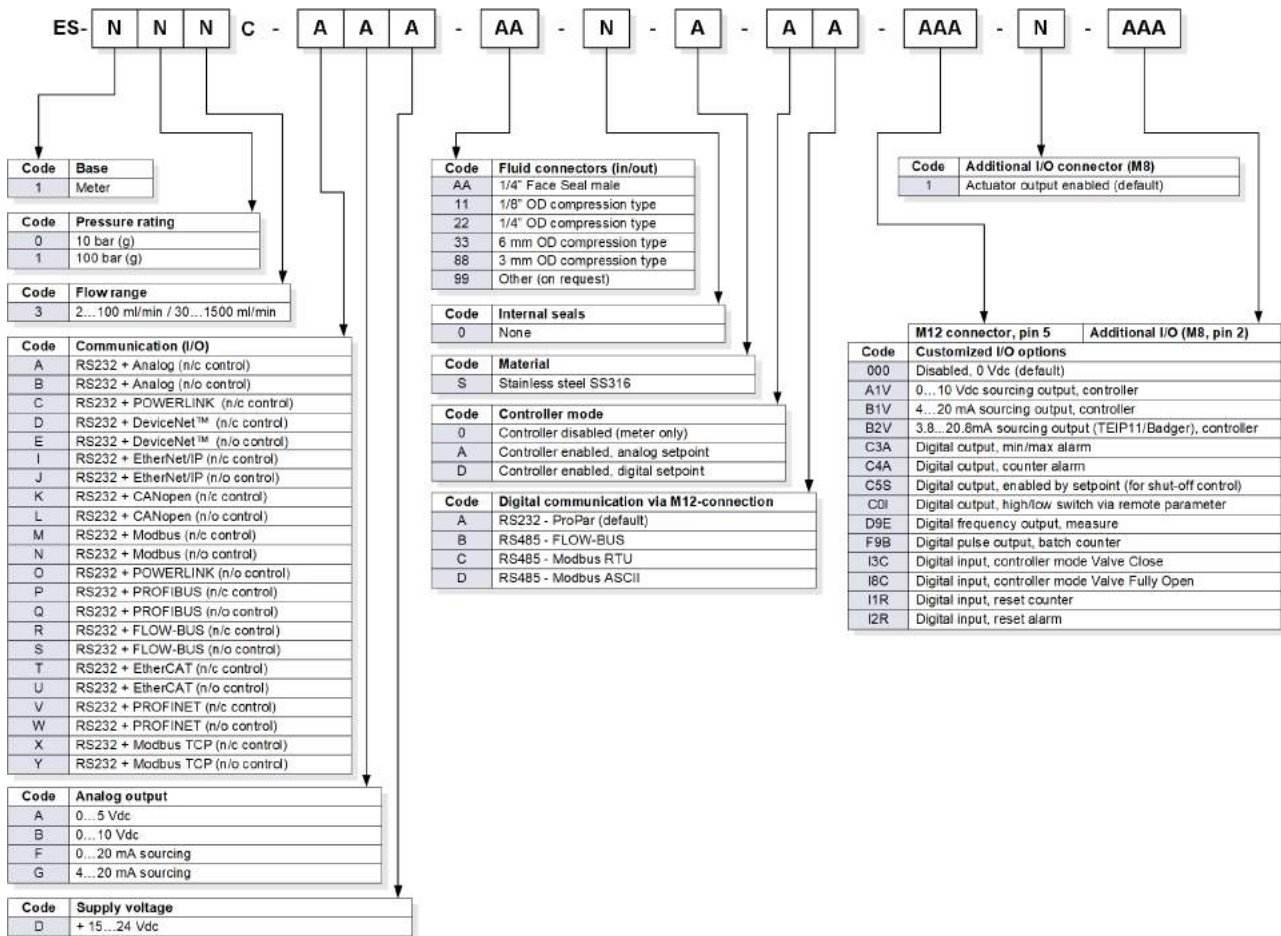 ES- N N N C - A A A - AA - N - A - A A - AAA - N - AAA
Code Base
1 Meter
Code Pressure rating
0 10 bar (g)
1 100 bar (g)
Code Flow range
3 2...100 ml/min / 30...1500 ml/min
Code Communication (I/O)
A RS232 + Analog (n/c control)
B RS232 + Analog (n/o control)
C RS232 + POWERLINK (n/c control)
D RS232 + DeviceNet™ (n/c control)
E RS232 + DeviceNet™ (n/o control)
I RS232 + EtherNet/IP (n/c control)
J RS232 + EtherNet/IP (n/o control)
K RS232 + CANopen (n/c control)
L RS232 + CANopen (n/o control)
M RS232 + Modbus (n/c control)
N RS232 + Modbus (n/o control)
O RS232 + POWERLINK (n/o control)
P RS232 + PROFIBUS (n/c control)
Q RS232 + PROFIBUS (n/o control)
R RS232 + FLOW-BUS (n/c control)
S RS232 + FLOW-BUS (n/o control)
T RS232 + EtherCAT (n/c control)
U RS232 + EtherCAT (n/o control)
V RS232 + PROFINET (n/c control)
W RS232 + PROFINET (n/o control)
X RS232 + Modbus TCP (n/c control)
Y RS232 + Modbus TCP (n/o control)
Code Analog output
A 0...5 Vdc
B 0...10 Vdc
F 0...20 mA sourcing
G 4...20 mA sourcing
Code Supply voltage
D + 15...24 Vdc
Code Fluid connectors (in/out)
AA 1/4" Face Seal male
11 1/8" OD compression type
22 1/4" OD compression type
33 6 mm OD compression type
88 3 mm OD compression type
99 Other (on request)
Code Internal seals
0 None
Code Material
S Stainless steel SS316
Code Controller mode
0 Controller disabled (meter only)
A Controller enabled, analog setpoint
D Controller enabled, digital setpoint
Code Digital communication via M12-connection
A RS232 - ProPar (default)
B RS485 - FLOW-BUS
C RS485 - Modbus RTU
D RS485 - Modbus ASCII
Code Additional I/O connector (M8)
1 Actuator output enabled (default)
M12 connector, pin 5 Additional I/O (M8, pin 2)
Code Customized I/O options
000 Disabled, 0 Vdc (default)
A1V 0...10 Vdc sourcing output, controller
B1V 4...20 mA sourcing output, controller
B2V 3.8...20.8mA sourcing output (TEIP11/Badger), controller
C3A Digital output, min/max alarm
C4A Digital output, counter alarm
C5S Digital output, enabled by setpoint (for shut-off control)
C0I Digital output, high/low switch via remote parameter
D9E Digital frequency output, measure
F9B Digital pulse output, batch counter
I3C Digital input, controller mode Valve Close
I8C Digital input, controller mode Valve Fully Open
I1R Digital input, reset counter
I2R Digital input, reset alarm